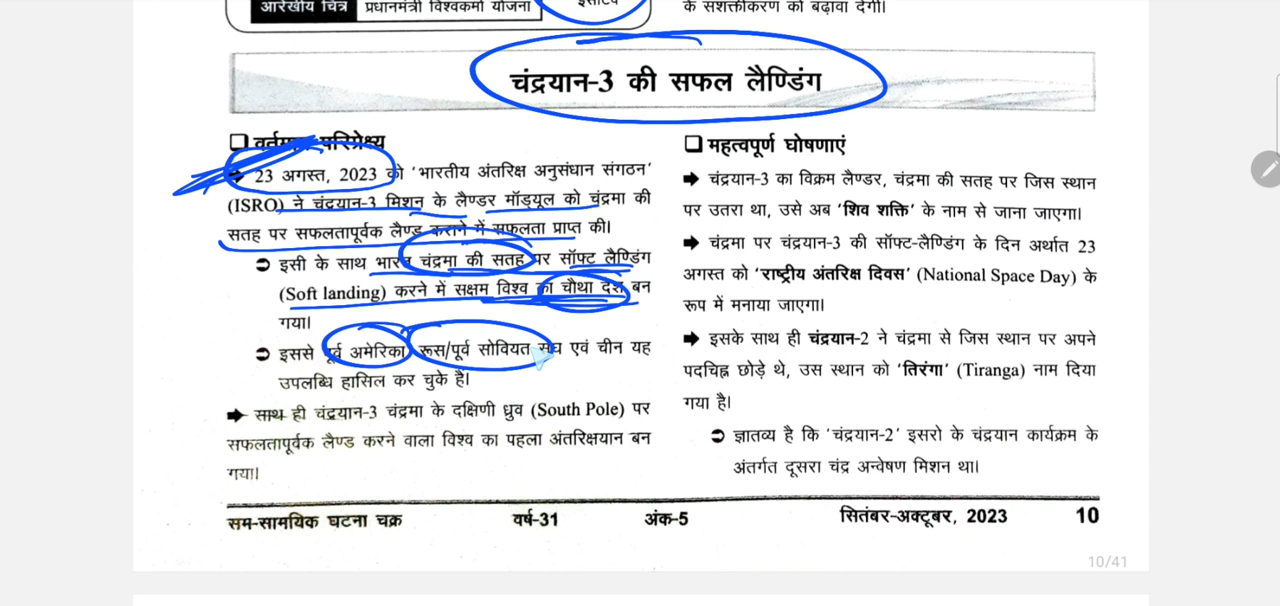 आरेखीय चित्र प्रधानमंत्री विश्वकर्मा योजना
के सशक्तीकरण को बढ़ावा देगी।
चंद्रयान-3 की सफल लैण्डिंग
❑ वर्तमान परिप्रेक्ष्य
➡ 23 अगस्त, 2023 को ‘भारतीय अंतरिक्ष अनुसंधान संगठन’
(ISRO) ने चंद्रयान-3 मिशन के लैण्डर मॉड्यूल को चंद्रमा की
सतह पर सफलतापूर्वक लैण्ड कराने में सफलता प्राप्त की।
➲ इसी के साथ भारत चंद्रमा की सतह पर सॉफ्ट लैण्डिंग
(Soft landing) करने में सक्षम विश्व का चौथा देश बन
गया।
➲ इससे पूर्व अमेरिका, रूस/पूर्व सोवियत संघ एवं चीन यह
उपलब्धि हासिल कर चुके हैं।
➡ साथ ही चंद्रयान-3 चंद्रमा के दक्षिणी ध्रुव (South Pole) पर
सफलतापूर्वक लैण्ड करने वाला विश्व का पहला अंतरिक्षयान बन
गया।
❑ महत्वपूर्ण घोषणाएं
➡ चंद्रयान-3 का विक्रम लैण्डर, चंद्रमा की सतह पर जिस स्थान
पर उतरा था, उसे अब ‘शिव शक्ति’ के नाम से जाना जाएगा।
➡ चंद्रमा पर चंद्रयान-3 की सॉफ्ट-लैण्डिंग के दिन अर्थात 23
अगस्त को ‘राष्ट्रीय अंतरिक्ष दिवस’ (National Space Day) के
रूप में मनाया जाएगा।
➡ इसके साथ ही चंद्रयान-2 ने चंद्रमा से जिस स्थान पर अपने
पदचिह्न छोड़े थे, उस स्थान को ‘तिरंगा’ (Tiranga) नाम दिया
गया है।
➲ ज्ञातव्य है कि ‘चंद्रयान-2’ इसरो के चंद्रयान कार्यक्रम के
अंतर्गत दूसरा चंद्र अन्वेषण मिशन था।
सम-सामयिक घटना चक्र वर्ष-31 अंक-5 सितंबर-अक्टूबर, 2023 10
10/41